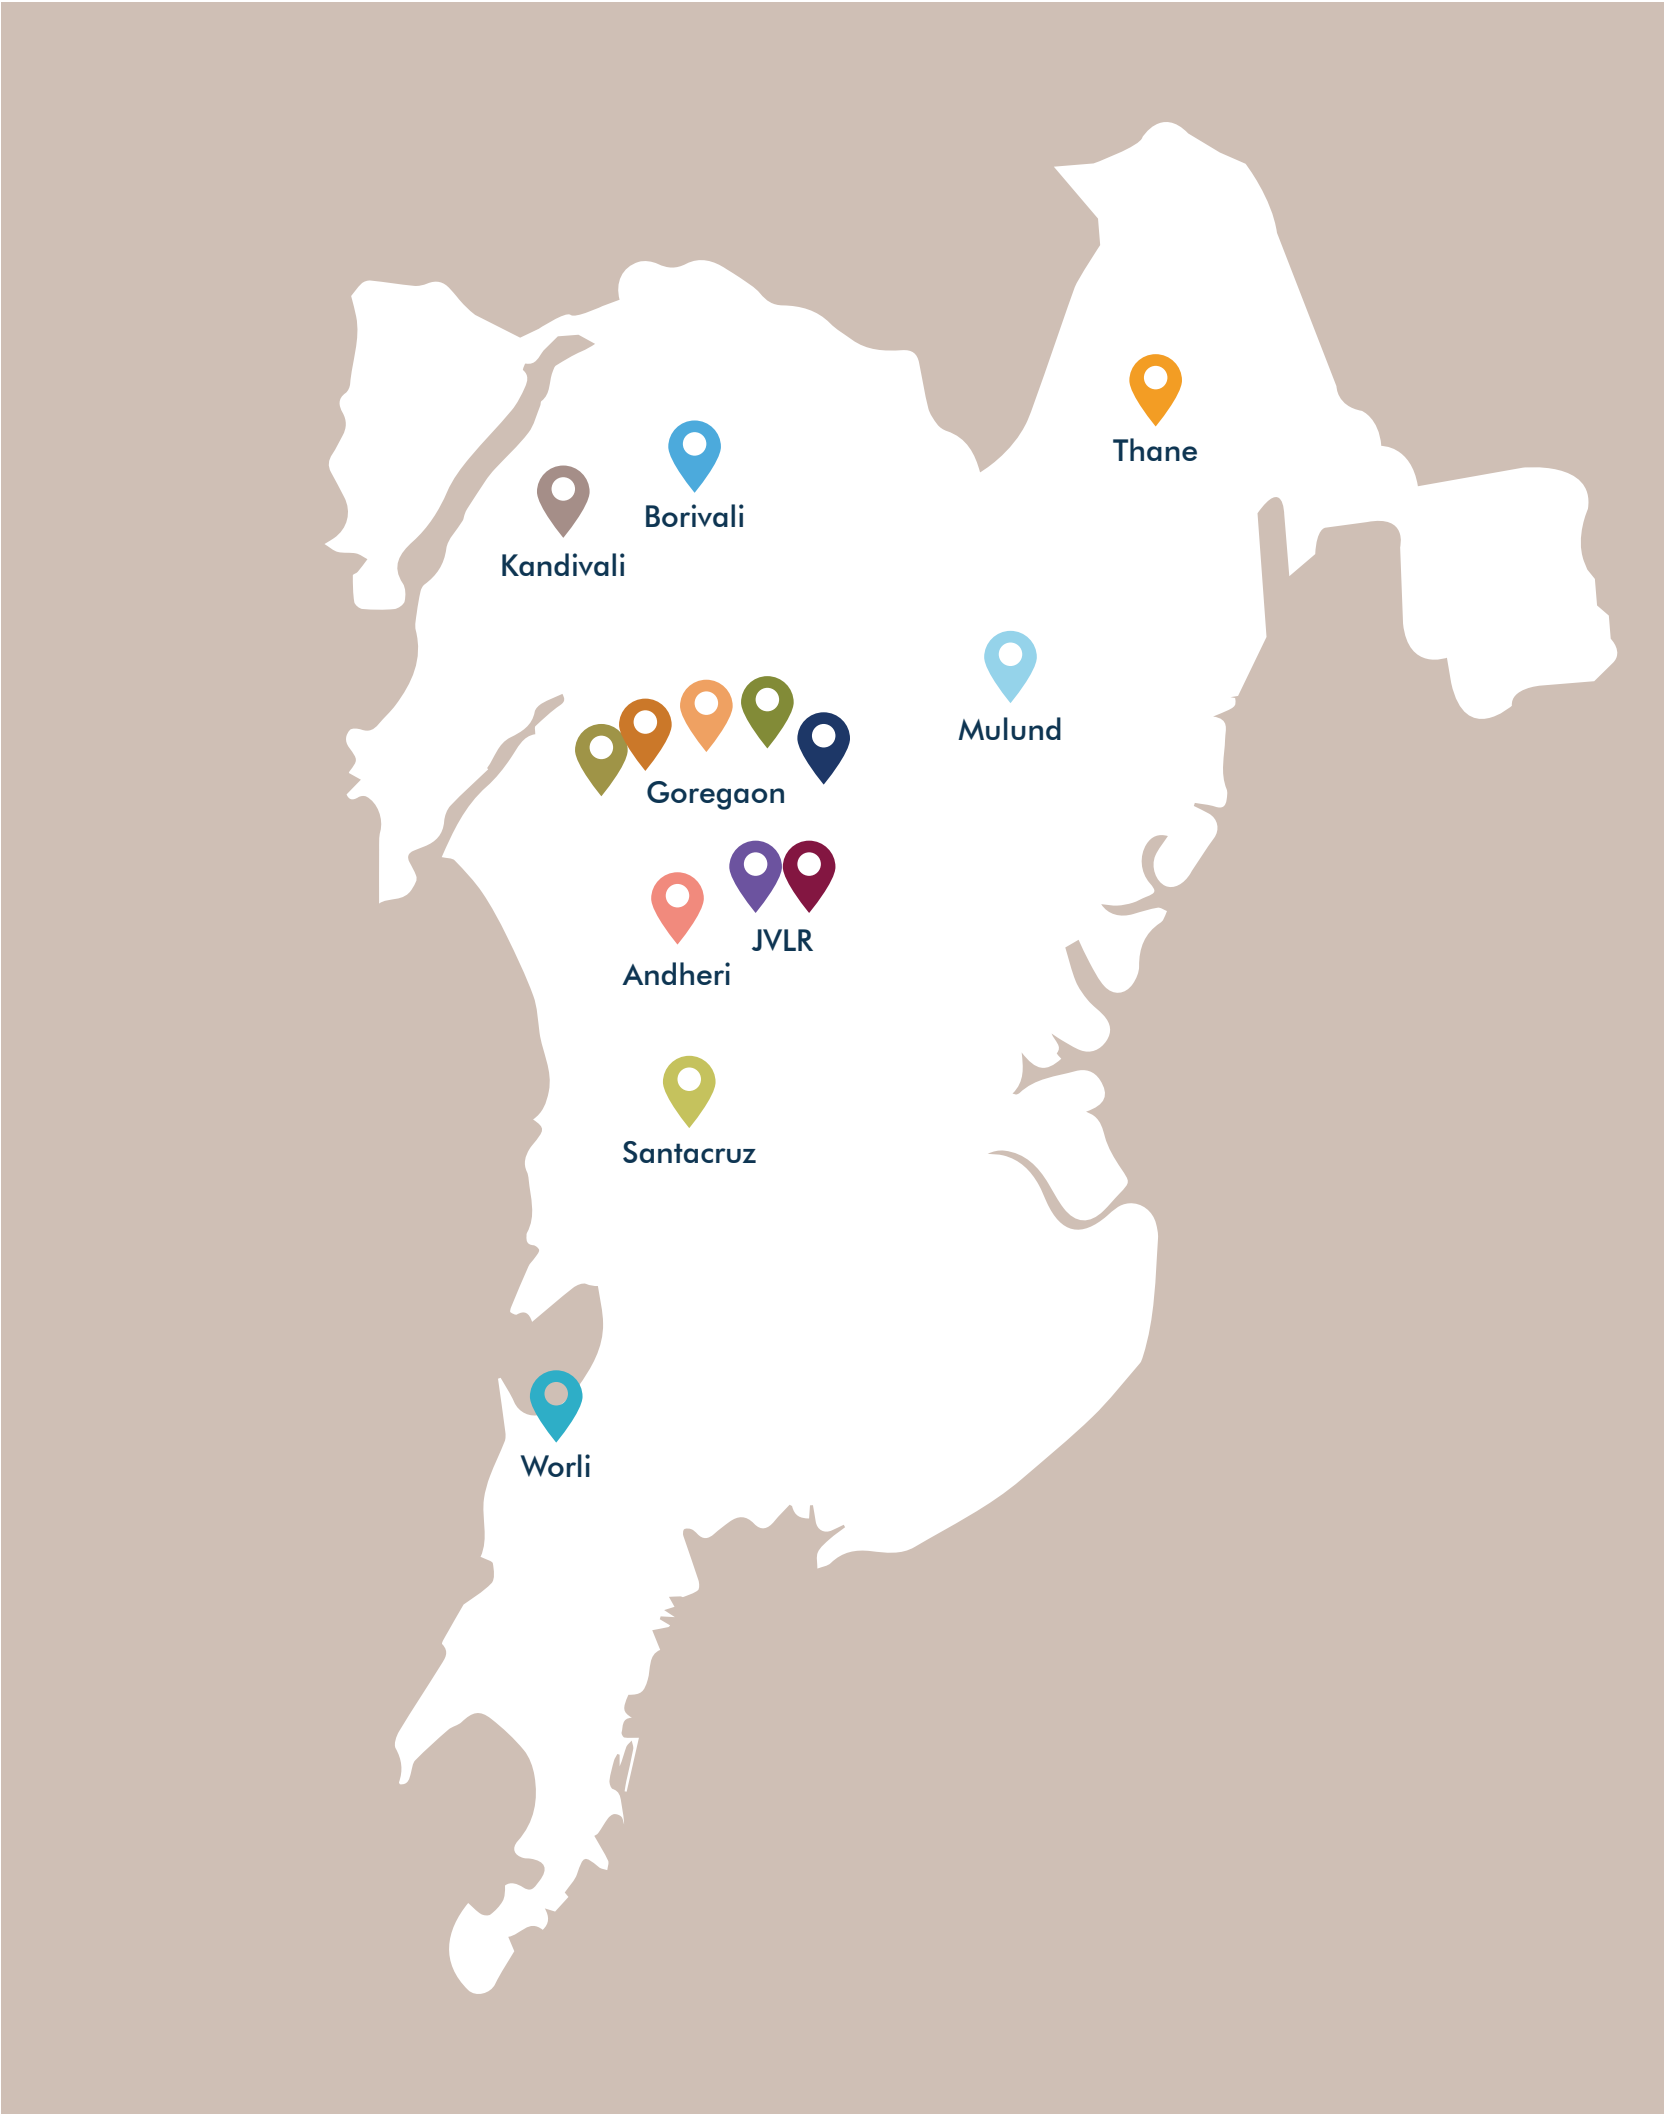 Thane
Borivali
Kandivali
Mulund
Goregaon
JVLR
Andheri
Santacruz
Worli